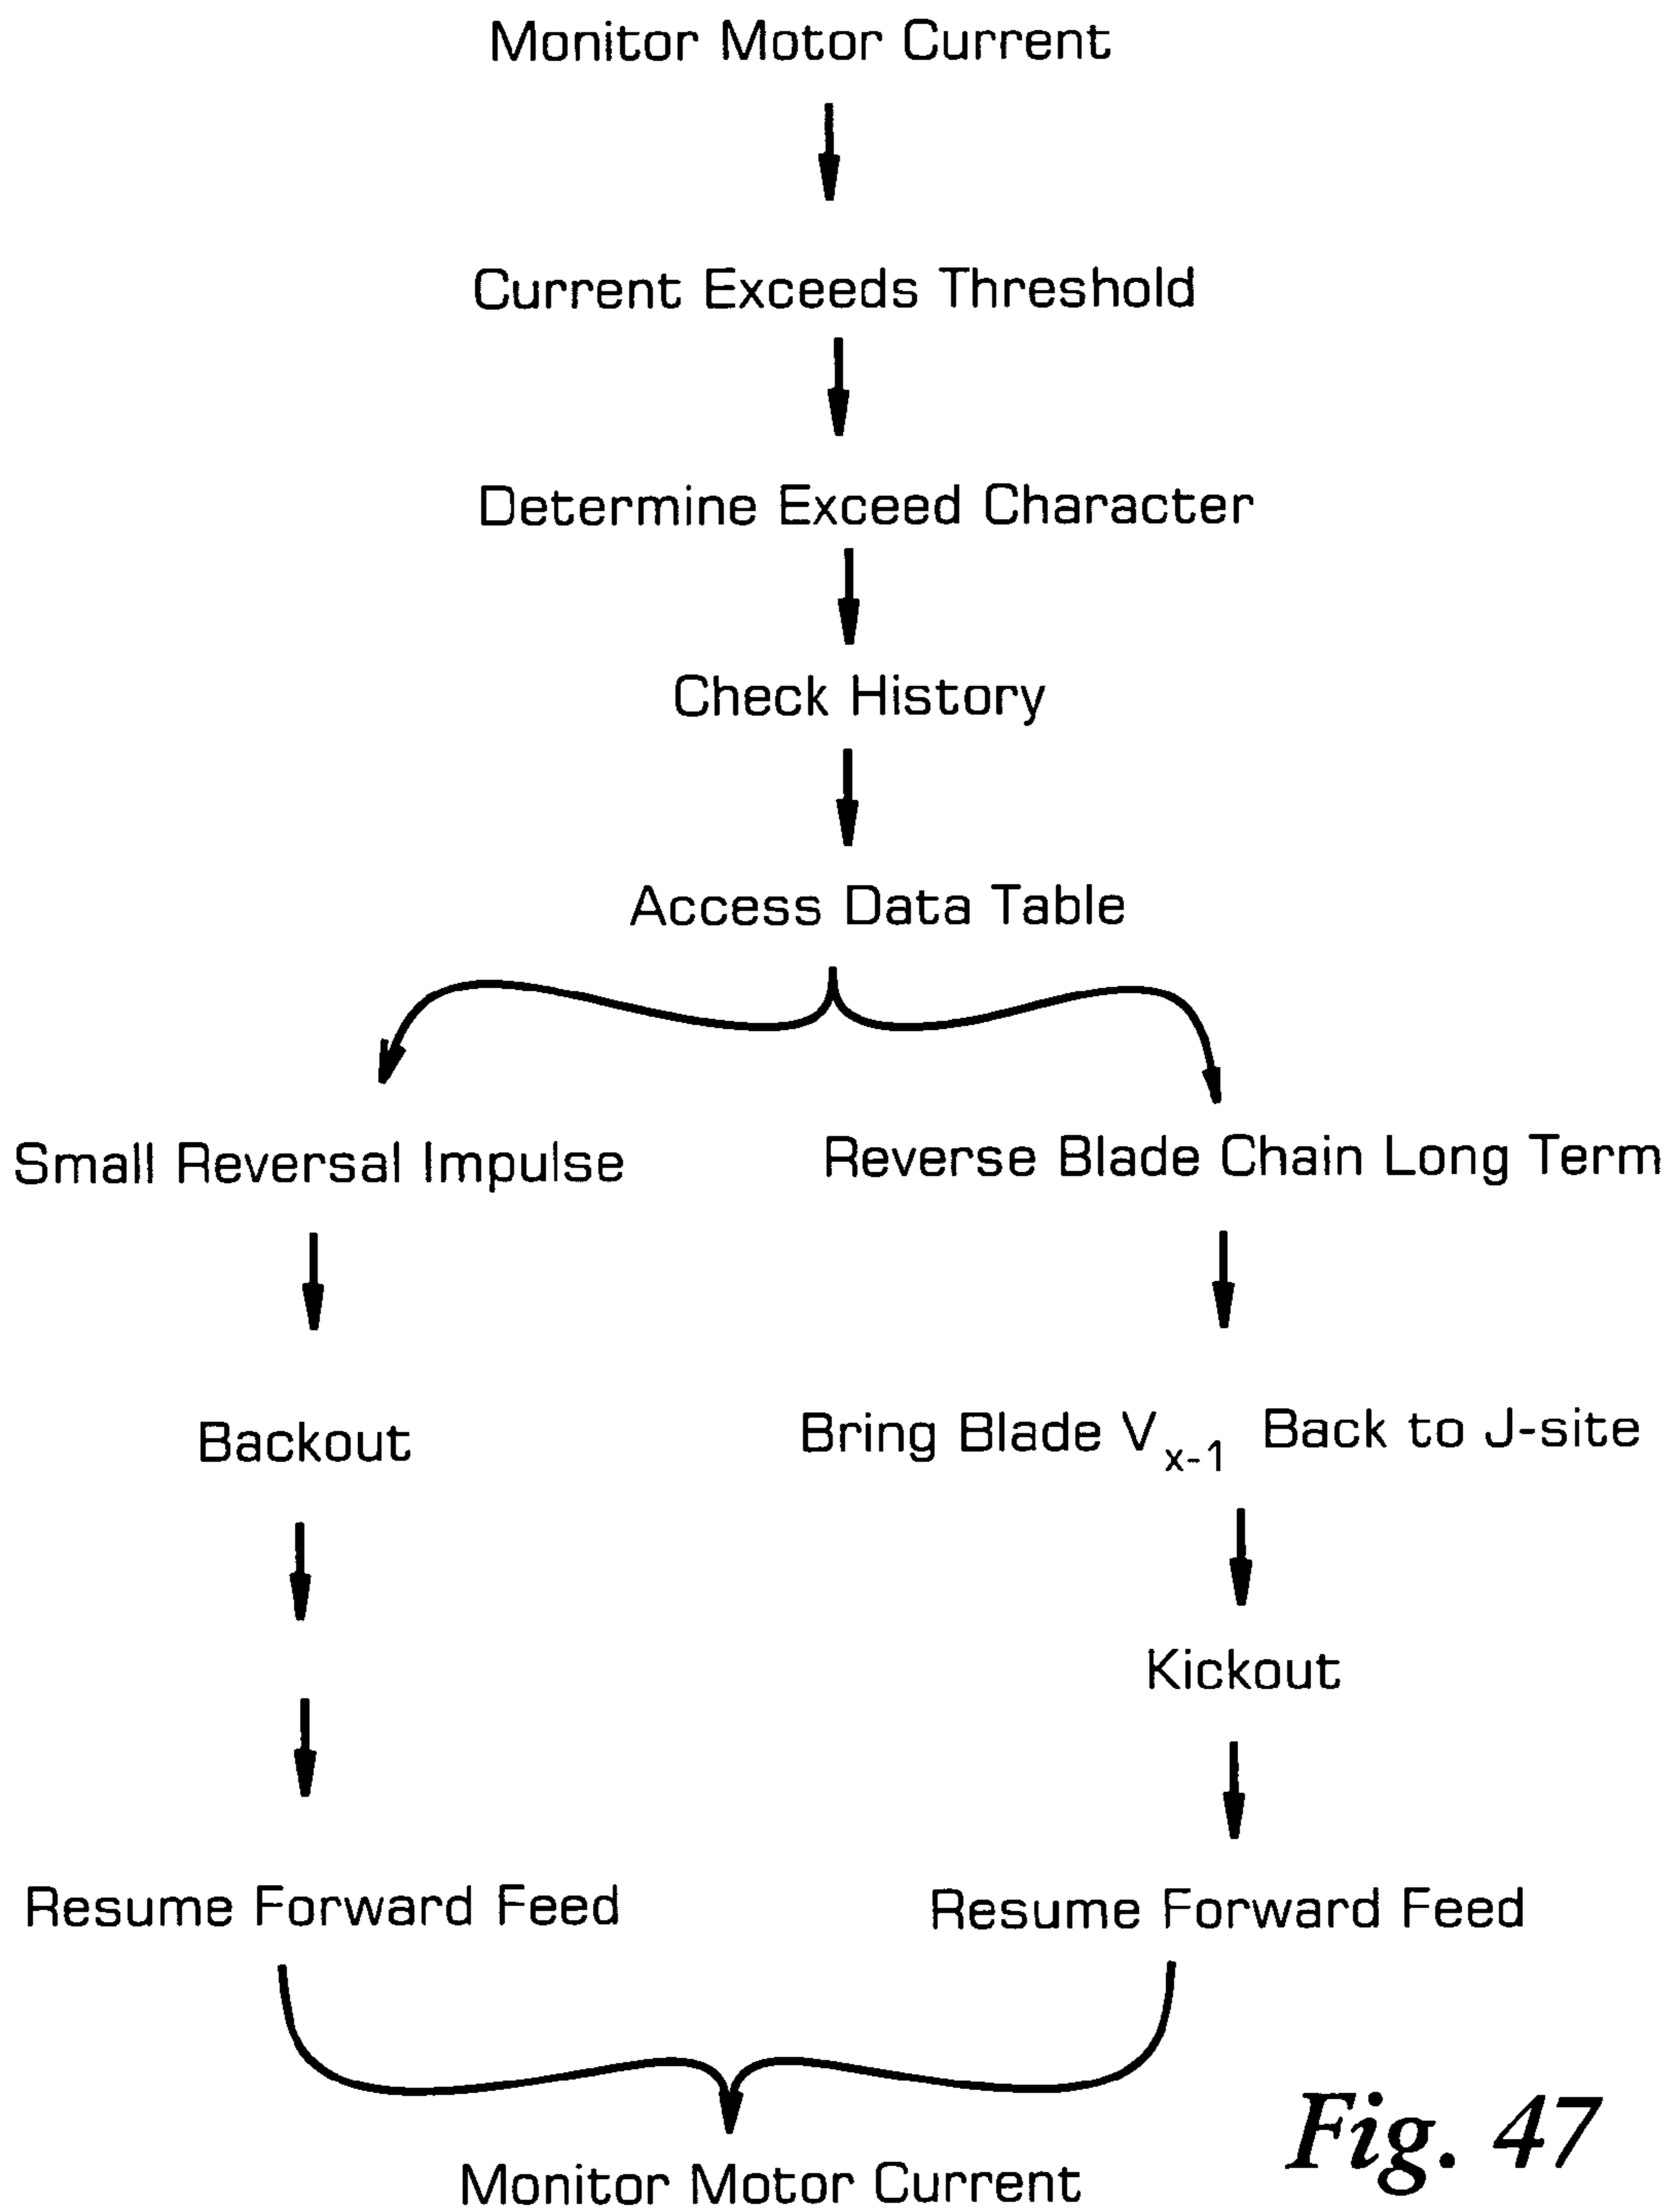 Monitor Motor Current
Current Exceeds Threshold
Determine Exceed Character
Check History
Access Data Table
Small Reversal Impulse
Reverse Blade Chain Long Term
Backout
Bring Blade V x-1 Back to J-site
Kickout
Resume Forward Feed
Resume Forward Feed
Monitor Motor Current
Fig. 47